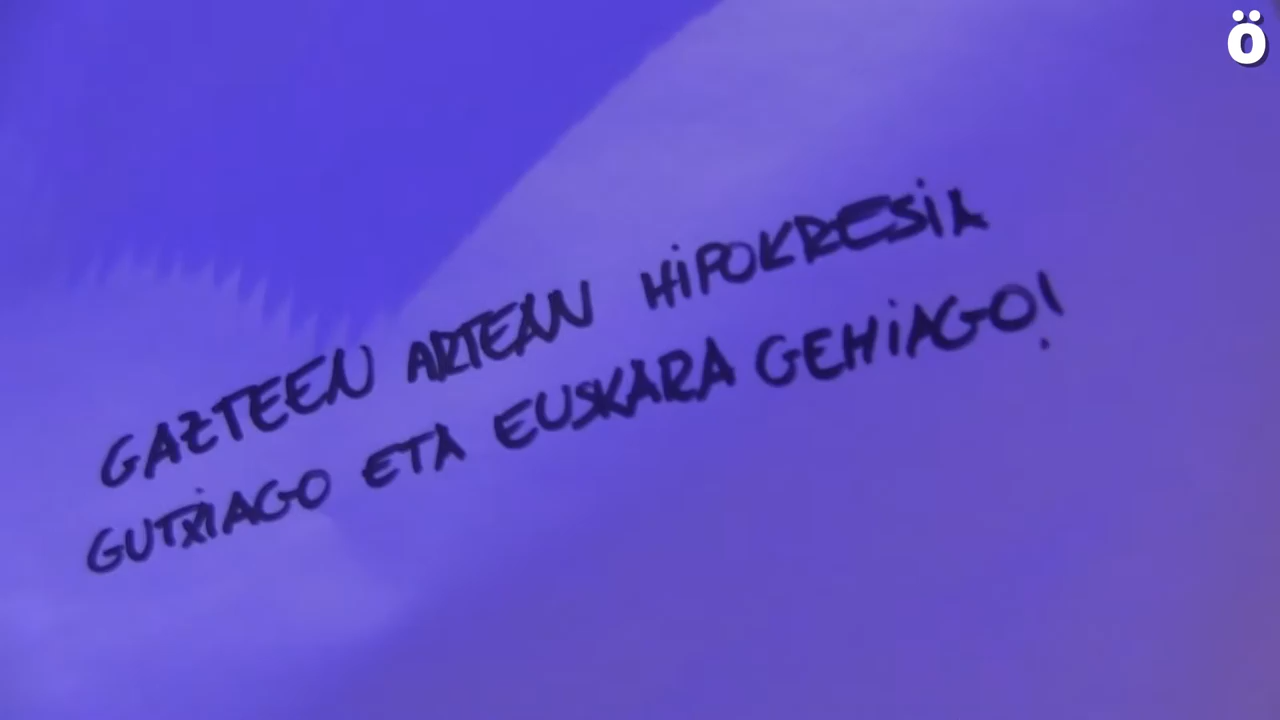 ö
GAZTEEN ARTEAN HIPOKRESIA
GUTXIAGO ETA EUSKARA GEHIAGO!